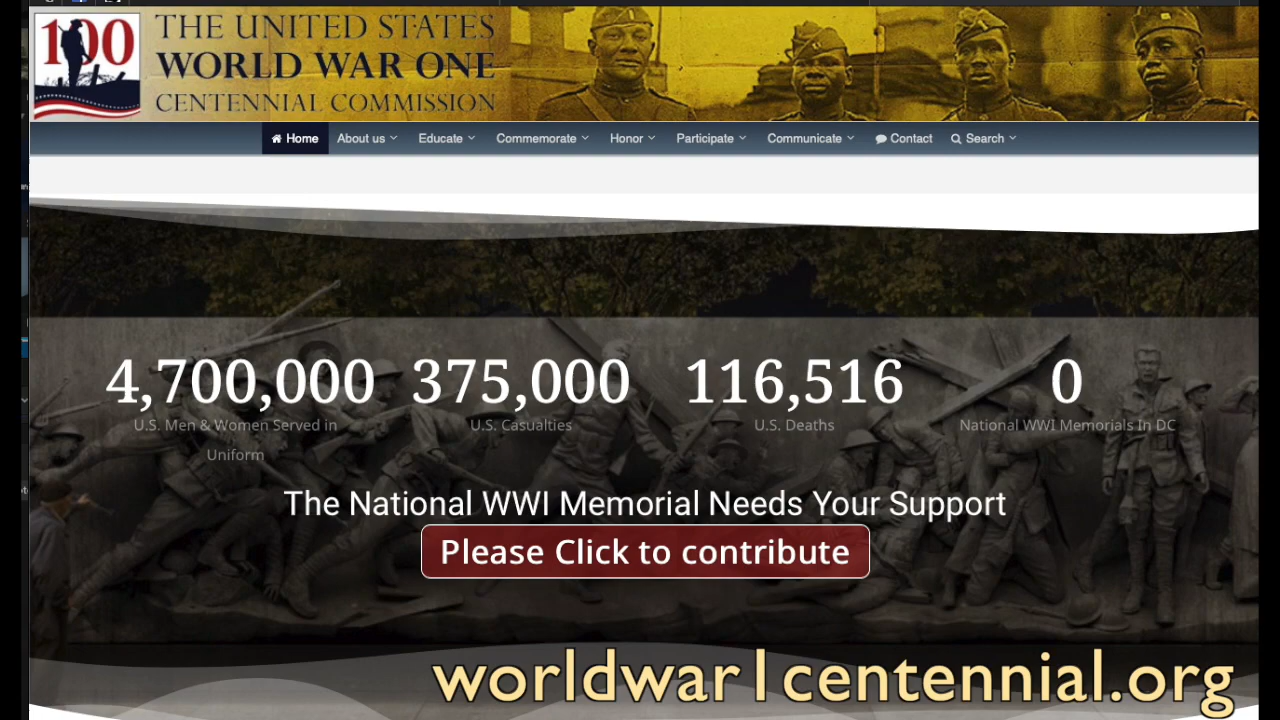 100
THE UNITED STATES
WORLD WAR ONE
CENTENNIAL COMMISSION
Home About us Educate Commemorate Honor Participate Communicate Contact Search
4,700,000 375,000 116,516 0
U.S. Men & Women Served in U.S. Casualties U.S. Deaths National WWI Memorials In DC
Uniform
The National WWI Memorial Needs Your Support
Please Click to contribute
worldwar1centennial.org